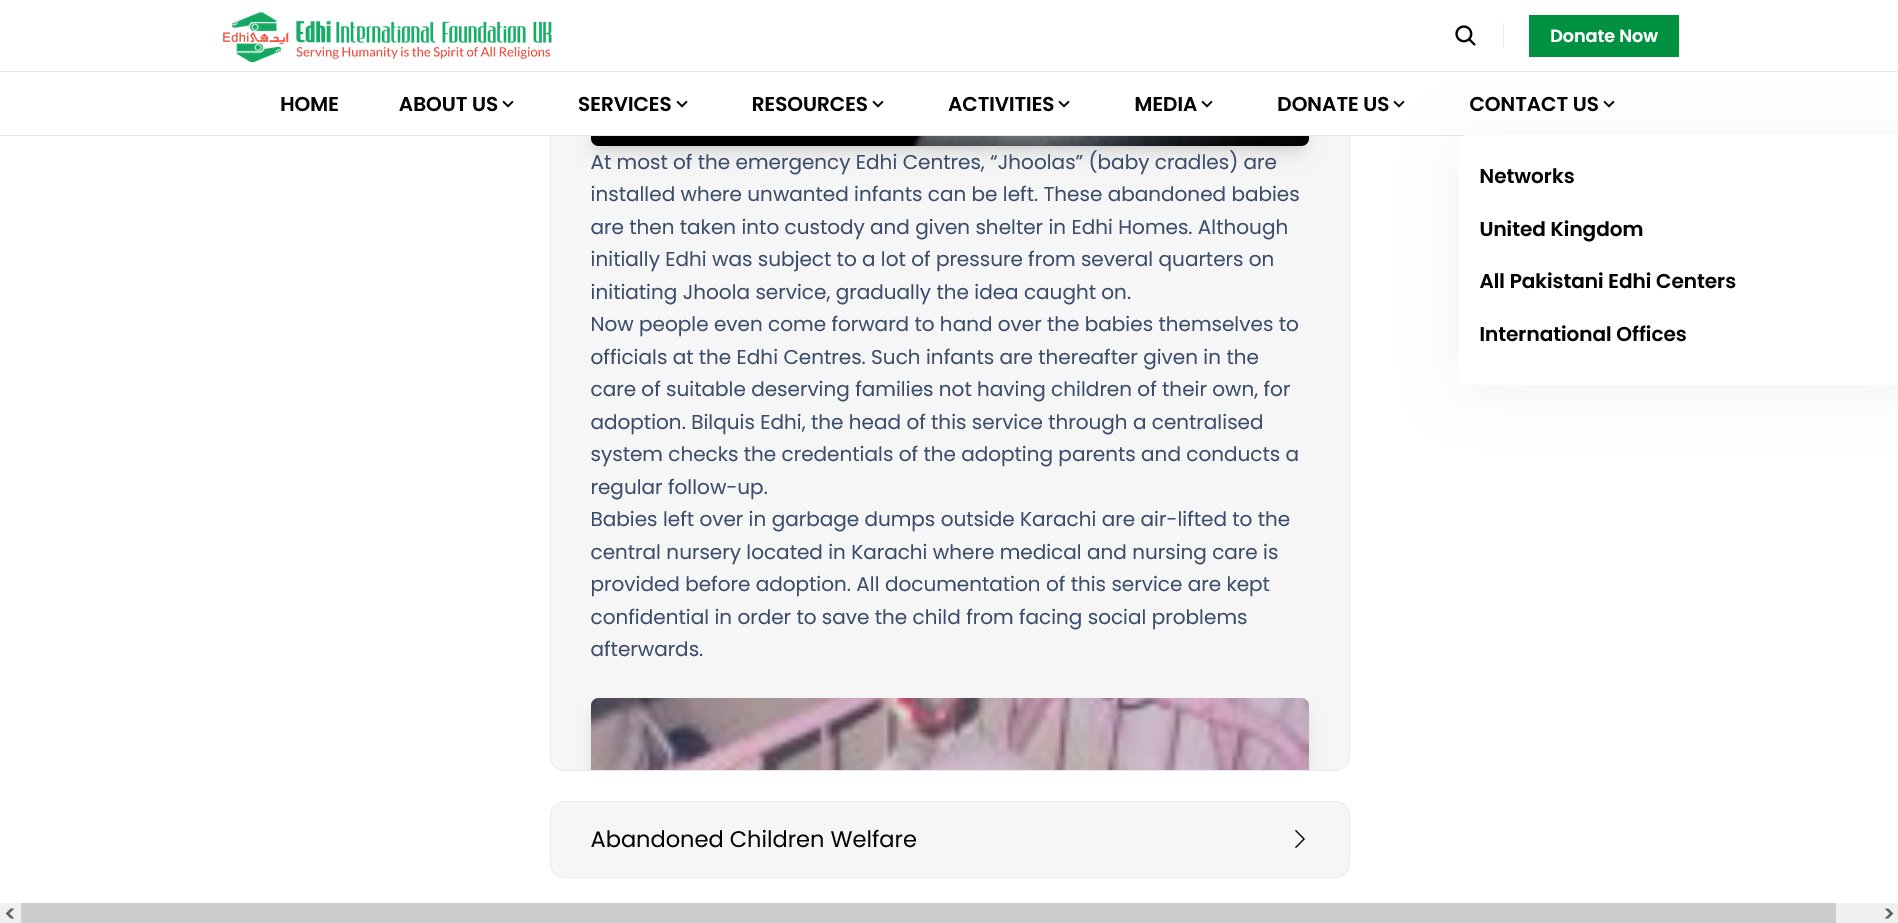 Edhi ایدھی
Edhi International Foundation UK
Serving Humanity is the Spirit of All Religions
Donate Now
HOME ABOUT US SERVICES RESOURCES ACTIVITIES MEDIA DONATE US CONTACT US
Networks
United Kingdom
All Pakistani Edhi Centers
International Offices
At most of the emergency Edhi Centres, “Jhoolas” (baby cradles) are
installed where unwanted infants can be left. These abandoned babies
are then taken into custody and given shelter in Edhi Homes. Although
initially Edhi was subject to a lot of pressure from several quarters on
initiating Jhoola service, gradually the idea caught on.
Now people even come forward to hand over the babies themselves to
officials at the Edhi Centres. Such infants are thereafter given in the
care of suitable deserving families not having children of their own, for
adoption. Bilquis Edhi, the head of this service through a centralised
system checks the credentials of the adopting parents and conducts a
regular follow-up.
Babies left over in garbage dumps outside Karachi are air-lifted to the
central nursery located in Karachi where medical and nursing care is
provided before adoption. All documentation of this service are kept
confidential in order to save the child from facing social problems
afterwards.
Abandoned Children Welfare